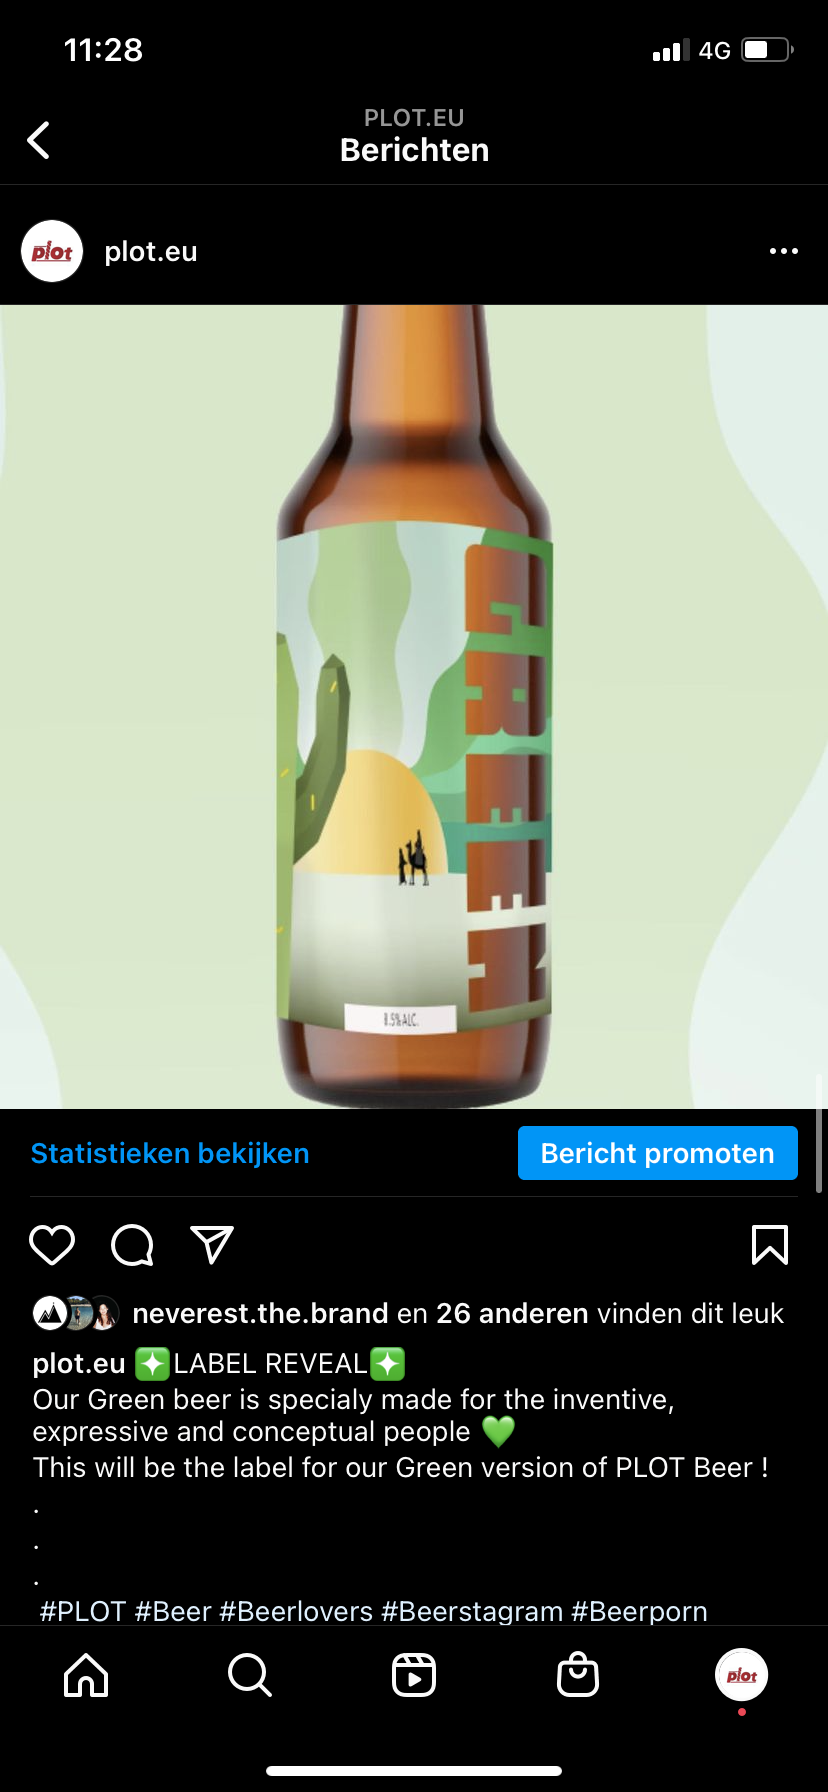 11:28
4G
PLOT.EU
Berichten
plot
plot.eu
GREEN
8.5% ALC.
Statistieken bekijken
Bericht promoten
neverest.the.brand en 26 anderen vinden dit leuk
plot.eu ❇️LABEL REVEAL❇️
Our Green beer is specialy made for the inventive,
expressive and conceptual people 💚
This will be the label for our Green version of PLOT Beer !
.
.
.
#PLOT #Beer #Beerlovers #Beerstagram #Beerporn
plot